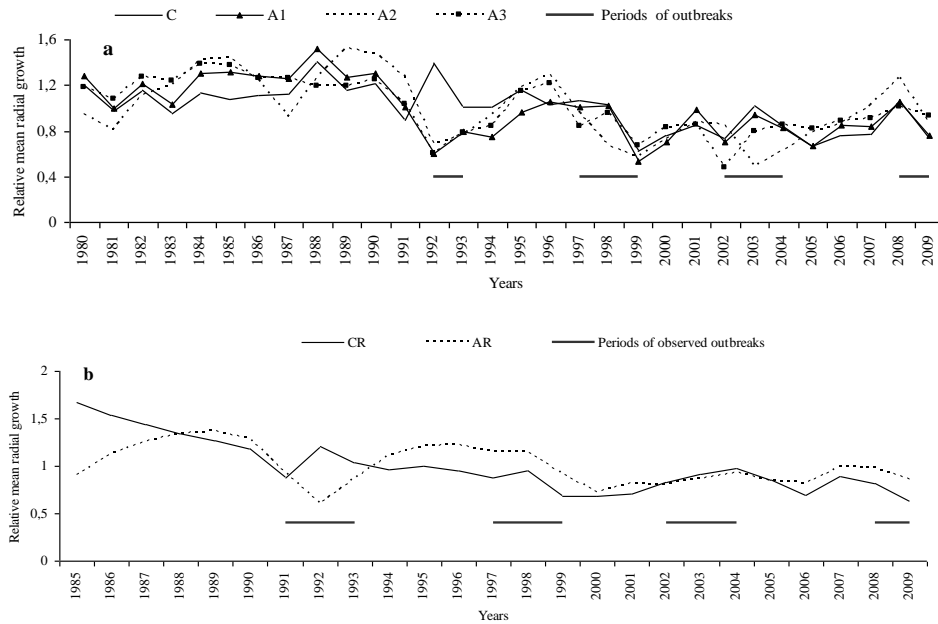 C A1 A2 A3 Periods of outbreaks
a
Relative mean radial growth
1,6
1,2
0,8
0,4
0
1980 1981 1982 1983 1984 1985 1986 1987 1988 1989 1990 1991 1992 1993 1994 1995 1996 1997 1998 1999 2000 2001 2002 2003 2004 2005 2006 2007 2008 2009
Years
CR AR Periods of observed outbreaks
b
Relative mean radial growth
2
1,5
1
0,5
0
1985 1986 1987 1988 1989 1990 1991 1992 1993 1994 1995 1996 1997 1998 1999 2000 2001 2002 2003 2004 2005 2006 2007 2008 2009
Years